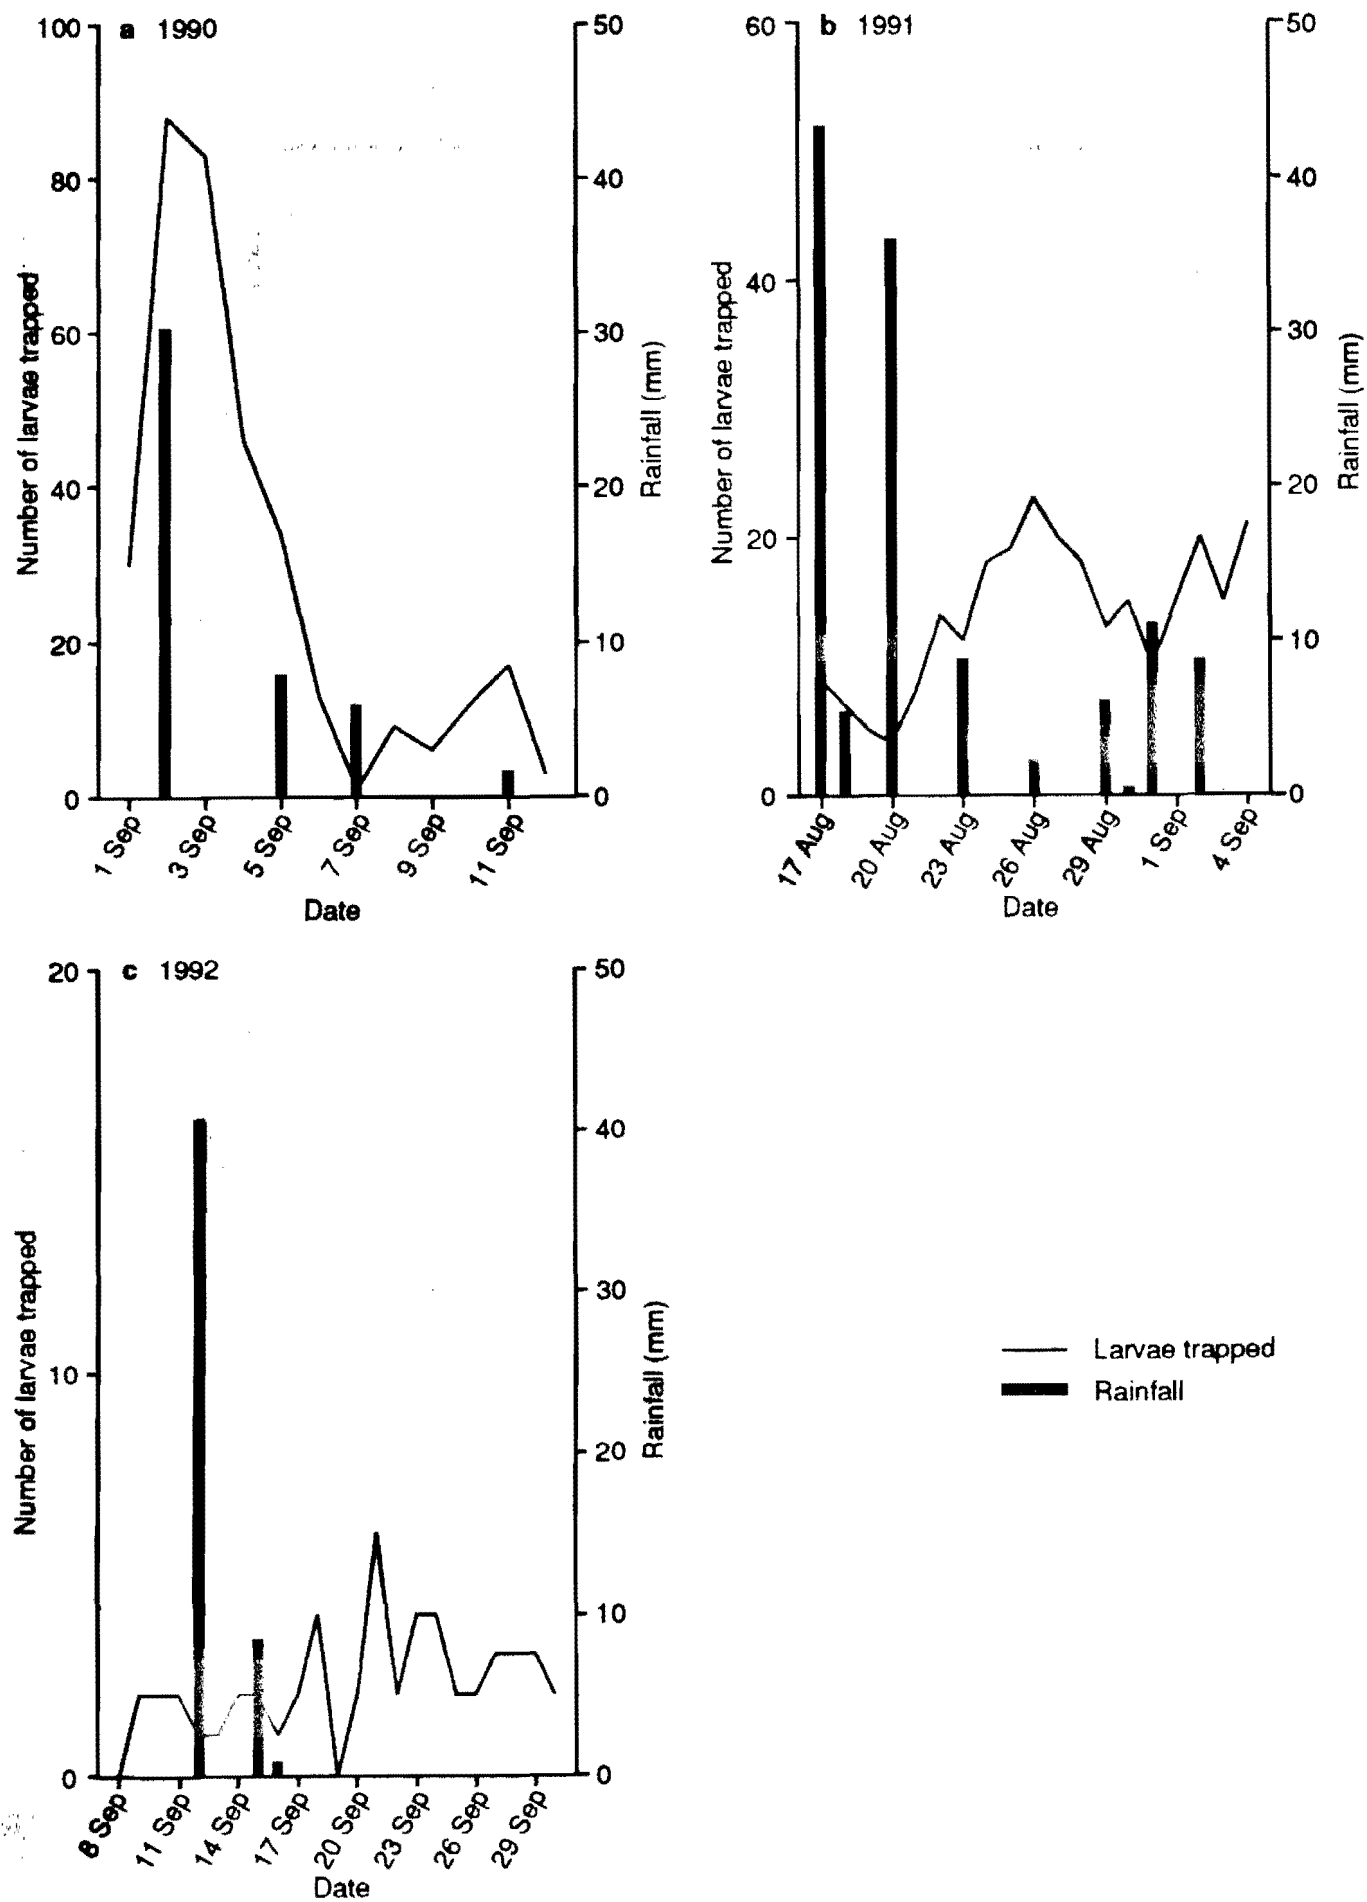 a 1990
100
80
60
40
20
0
Number of larvae trapped
50
40
30
20
10
0
Rainfall (mm)
1 Sep
3 Sep
5 Sep
7 Sep
9 Sep
11 Sep
Date
b 1991
60
40
20
0
Number of larvae trapped
50
40
30
20
10
0
Rainfall (mm)
17 Aug
20 Aug
23 Aug
26 Aug
29 Aug
1 Sep
4 Sep
Date
c 1992
20
10
0
Number of larvae trapped
50
40
30
20
10
0
Rainfall (mm)
8 Sep
11 Sep
14 Sep
17 Sep
20 Sep
23 Sep
26 Sep
29 Sep
Date
Larvae trapped
Rainfall